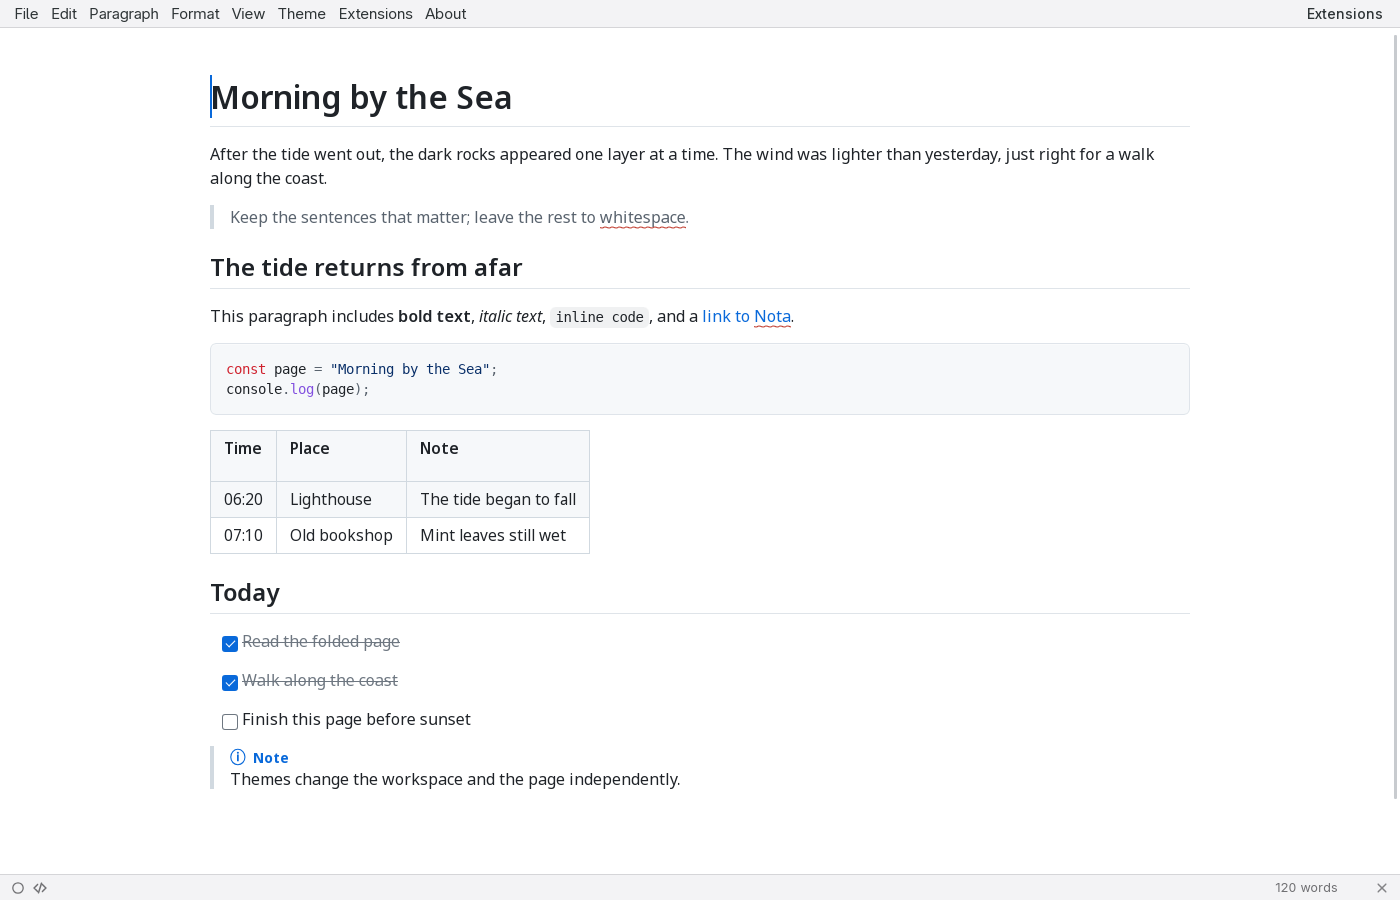 File Edit Paragraph Format View Theme Extensions About Extensions
Morning by the Sea
After the tide went out, the dark rocks appeared one layer at a time. The wind was lighter than yesterday, just right for a walk
along the coast.
Keep the sentences that matter; leave the rest to whitespace.
The tide returns from afar
This paragraph includes bold text, italic text, inline code, and a link to Nota.
const page = "Morning by the Sea";
console.log(page);
Time Place Note
06:20 Lighthouse The tide began to fall
07:10 Old bookshop Mint leaves still wet
Today
Read the folded page
Walk along the coast
Finish this page before sunset
Note
Themes change the workspace and the page independently.
120 words